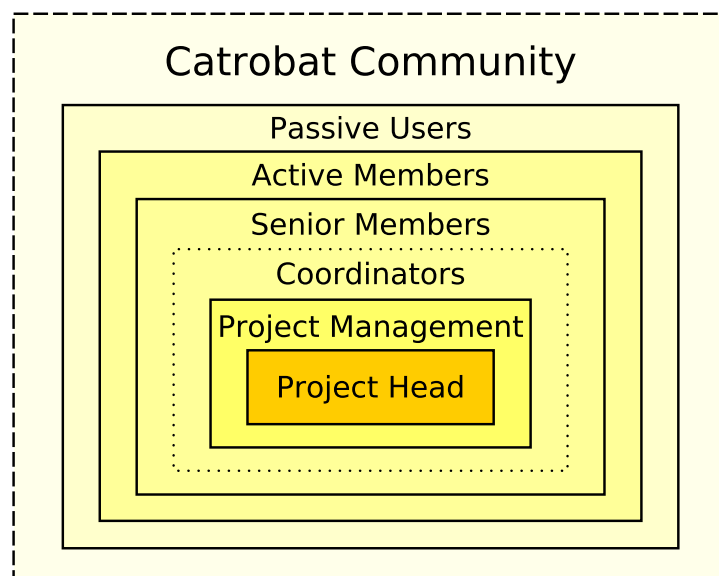 Catrobat Community
Passive Users
Active Members
Senior Members
Coordinators
Project Management
Project Head